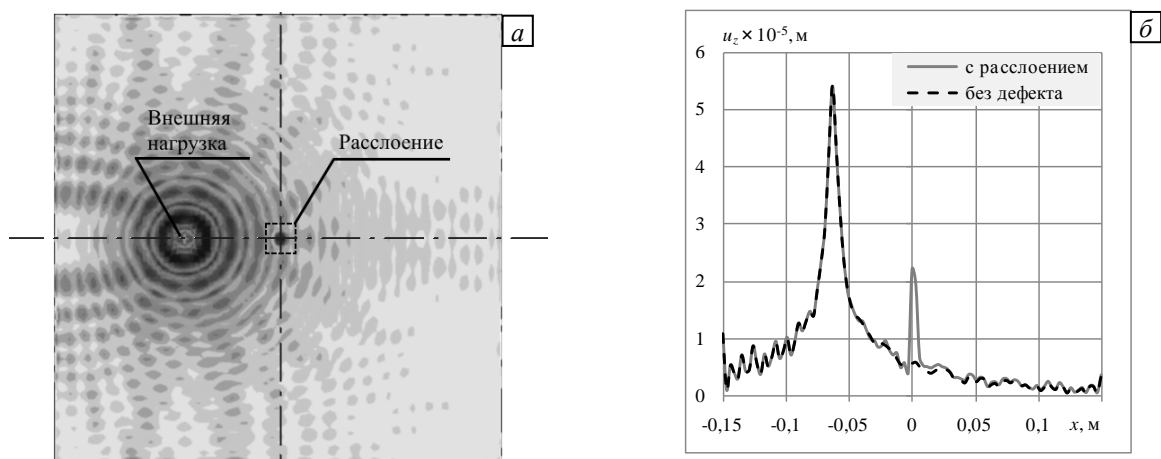 а
Внешняя
нагрузка
Расслоение
б
u_z × 10⁻⁵, м
6
5
4
3
2
1
0
с расслоением
без дефекта
-0,15 -0,1 -0,05 0 0,05 0,1 x, м